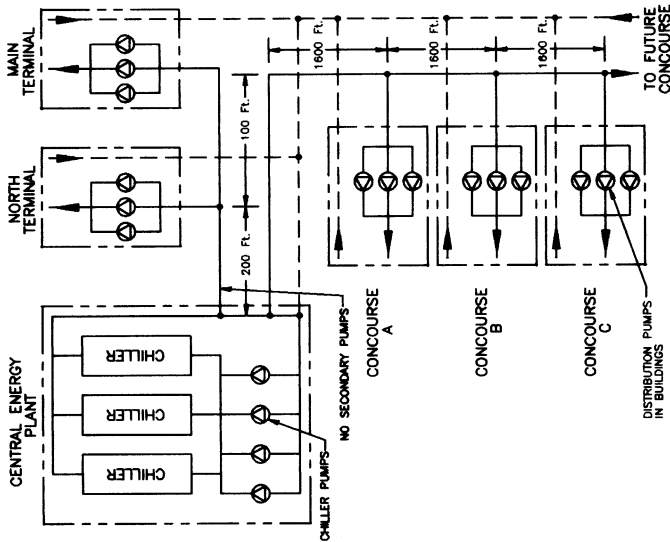 MAIN
TERMINAL
NORTH
TERMINAL
CENTRAL ENERGY
PLANT
CHILLER
CHILLER
CHILLER
CHILLER PUMPS
NO SECONDARY PUMPS
200 Ft.
100 Ft.
1600 Ft.
1600 Ft.
1600 Ft.
TO FUTURE
CONCOURSE
CONCOURSE
A
CONCOURSE
B
CONCOURSE
C
DISTRIBUTION PUMPS
IN BUILDINGS